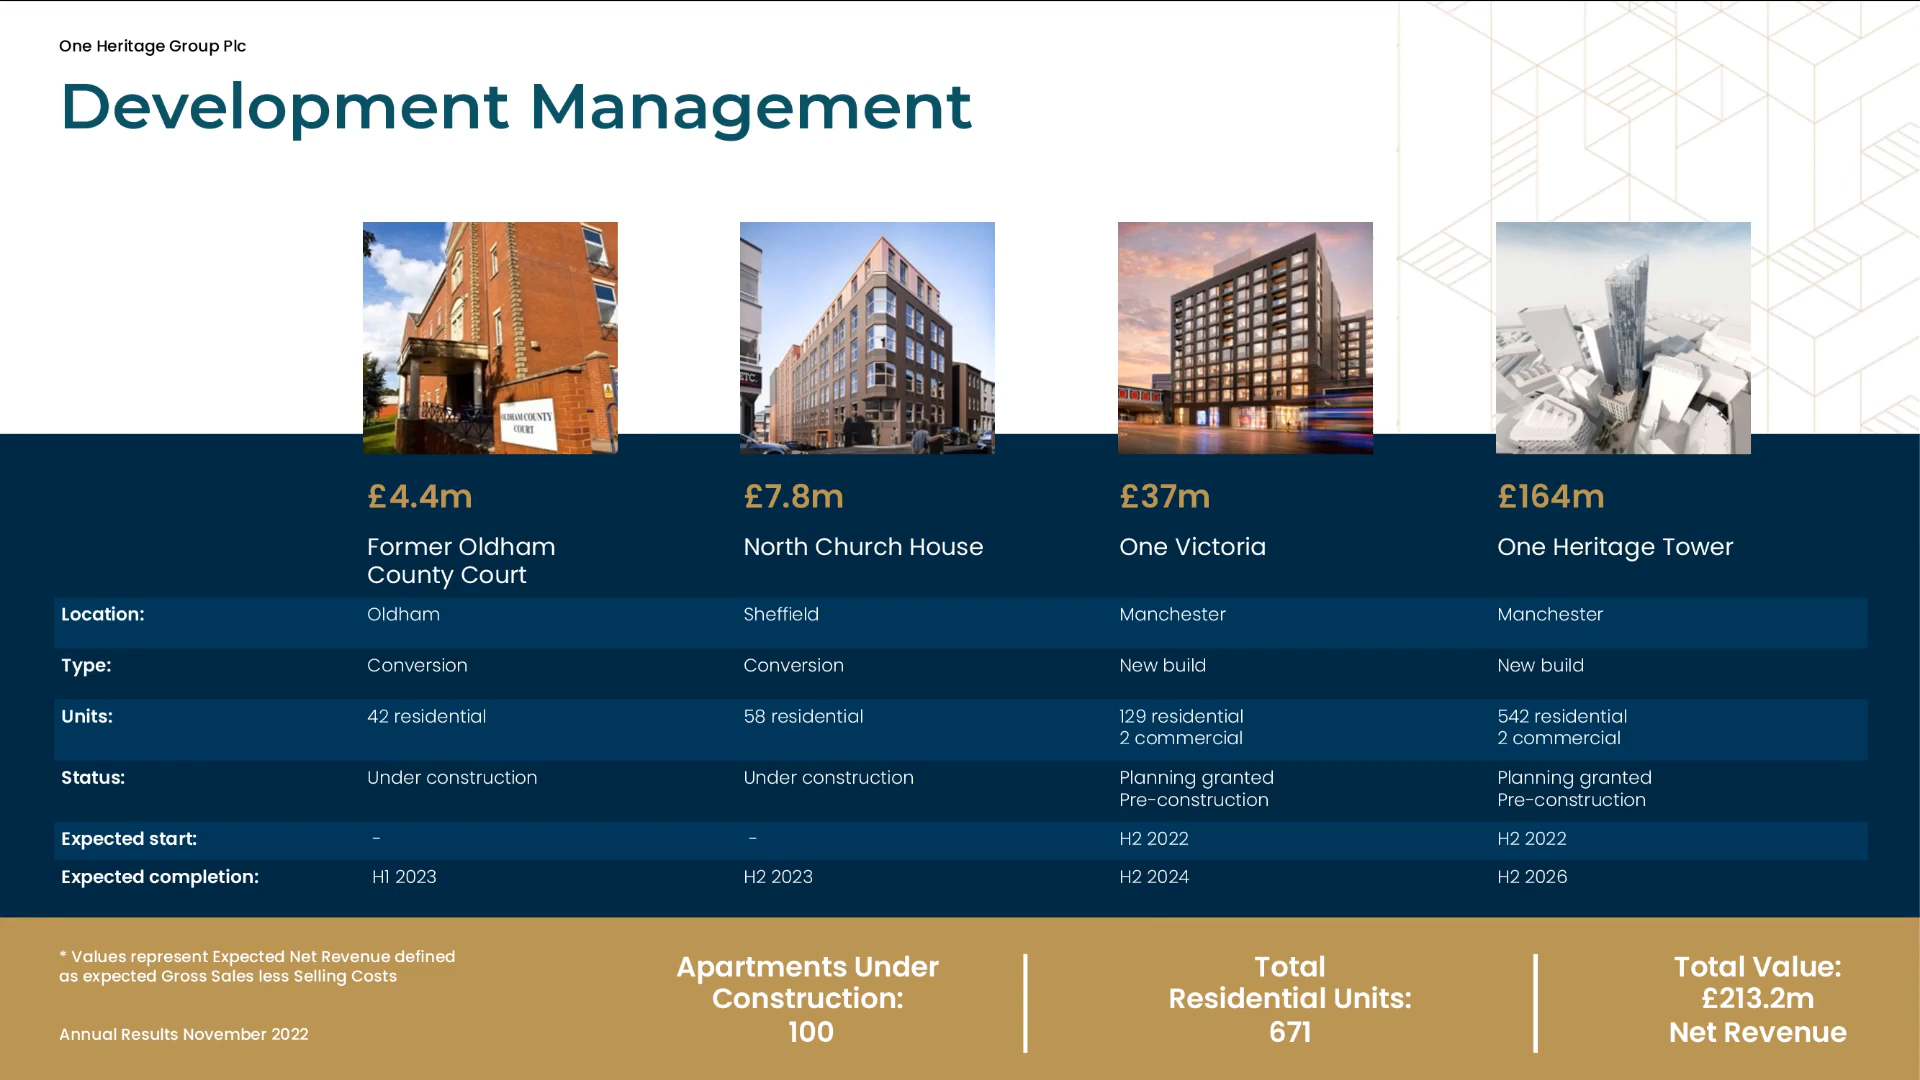 One Heritage Group Plc
Development Management
OLDHAM COUNTY
COURT
ETC.
£4.4m
£7.8m
£37m
£164m
Former Oldham
County Court
North Church House
One Victoria
One Heritage Tower
Location:
Oldham
Sheffield
Manchester
Manchester
Type:
Conversion
Conversion
New build
New build
Units:
42 residential
58 residential
129 residential
2 commercial
542 residential
2 commercial
Status:
Under construction
Under construction
Planning granted
Pre-construction
Planning granted
Pre-construction
Expected start:
-
-
H2 2022
H2 2022
Expected completion:
H1 2023
H2 2023
H2 2024
H2 2026
* Values represent Expected Net Revenue defined
as expected Gross Sales less Selling Costs
Annual Results November 2022
Apartments Under
Construction:
100
Total
Residential Units:
671
Total Value:
£213.2m
Net Revenue